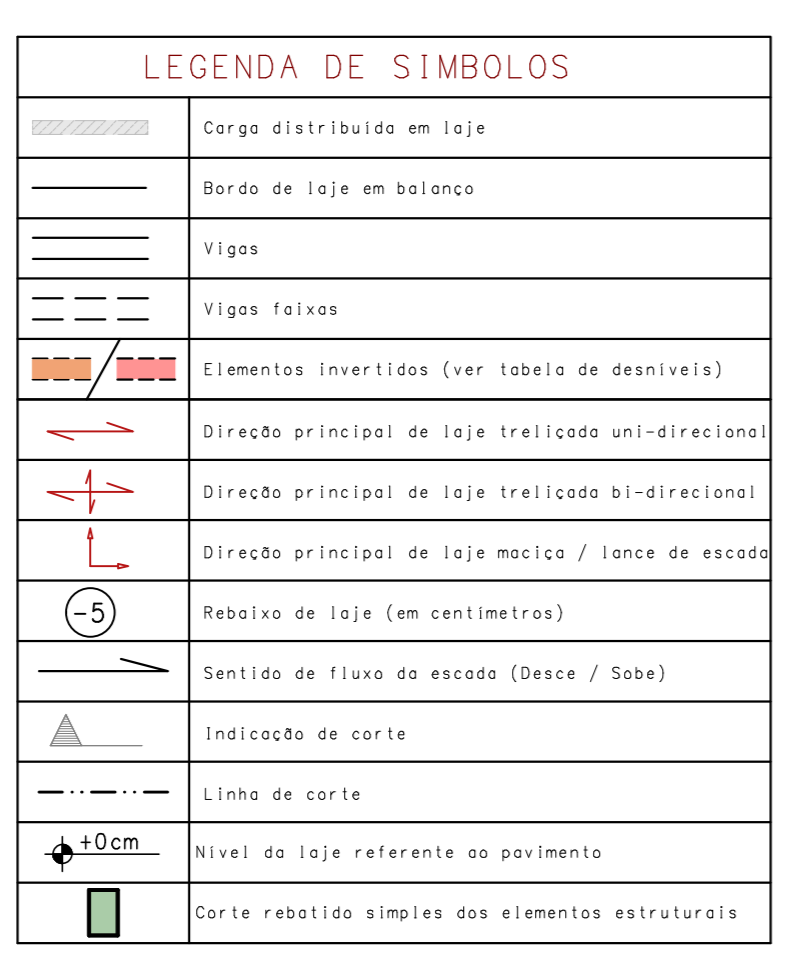 LEGENDA DE SIMBOLOS
Carga distribuída em laje
Bordo de laje em balanço
Vigas
Vigas faixas
Elementos invertidos (ver tabela de desníveis)
Direção principal de laje treliçada uni-direcional
Direção principal de laje treliçada bi-direcional
Direção principal de laje maciça / lance de escada
-5 Rebaixo de laje (em centímetros)
Sentido de fluxo da escada (Desce / Sobe)
Indicação de corte
Linha de corte
+0cm Nível da laje referente ao pavimento
Corte rebatido simples dos elementos estruturais